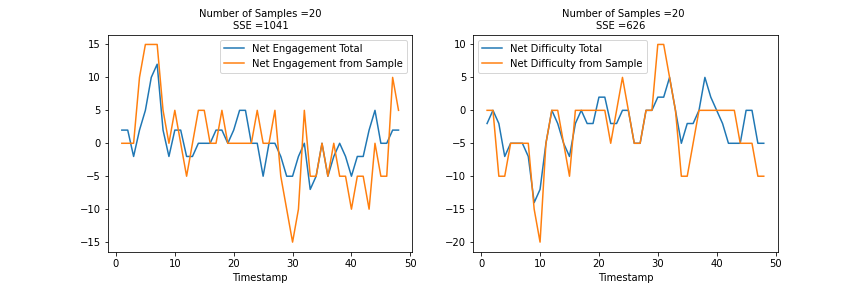 Number of Samples =20
SSE =1041
Net Engagement Total
Net Engagement from Sample
15
10
5
0
−5
−10
−15
0 10 20 30 40 50
Timestamp
Number of Samples =20
SSE =626
Net Difficulty Total
Net Difficulty from Sample
10
5
0
−5
−10
−15
−20
0 10 20 30 40 50
Timestamp